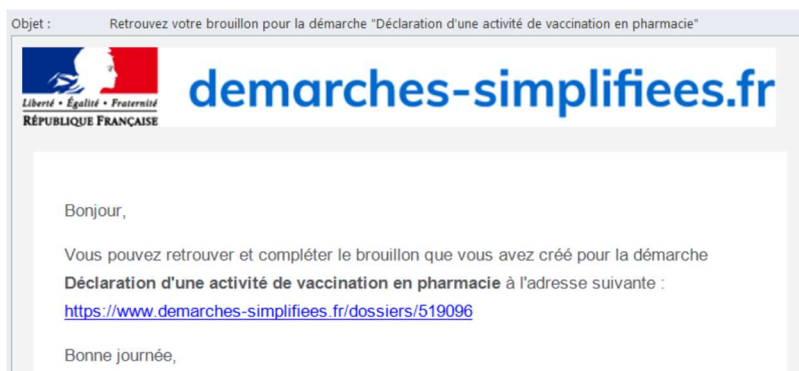 Objet : Retrouvez votre brouillon pour la démarche "Déclaration d'une activité de vaccination en pharmacie"
Liberté • Égalité • Fraternité
RÉPUBLIQUE FRANÇAISE
demarches-simplifiees.fr
Bonjour,
Vous pouvez retrouver et compléter le brouillon que vous avez créé pour la démarche
Déclaration d'une activité de vaccination en pharmacie à l'adresse suivante :
https://www.demarches-simplifiees.fr/dossiers/519096
Bonne journée,